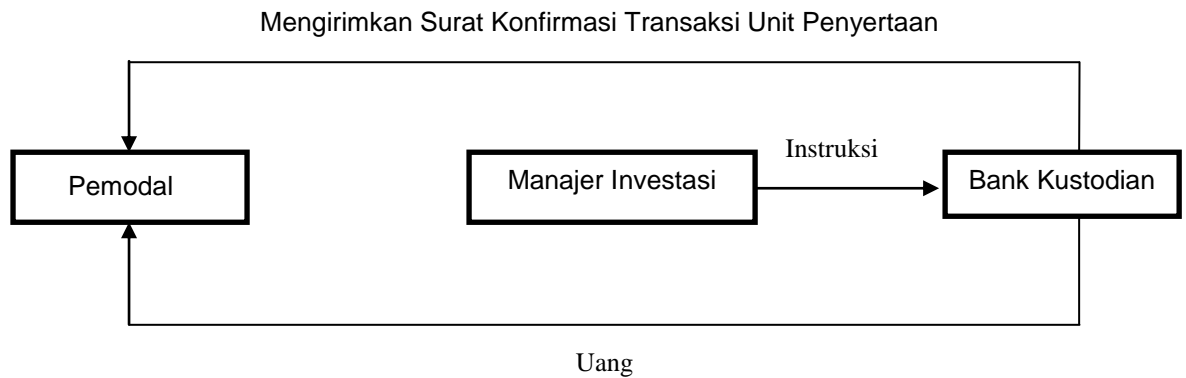 Mengirimkan Surat Konfirmasi Transaksi Unit Penyertaan
Instruksi
Pemodal
Manajer Investasi
Bank Kustodian
Uang